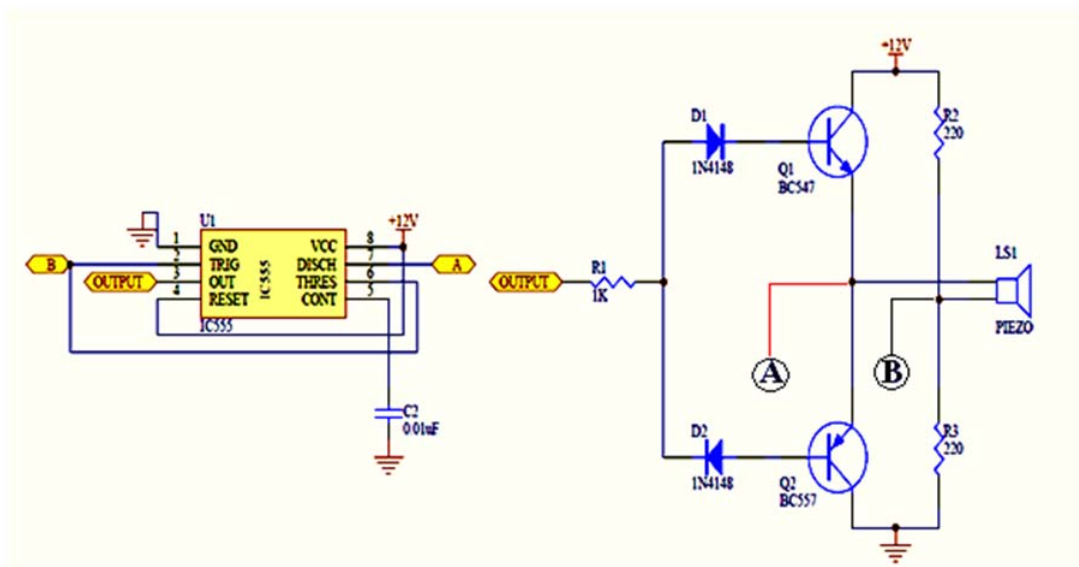 U1
1 GND VCC 8 +12V
B 2 TRIG DISCH 7 A
OUTPUT 3 OUT THRES 6
4 RESET CONT 5
IC555
IC555
C2
0.01uF
+12V
D1
1N4148
Q1
BC547
R2
220
OUTPUT
R1
1K
LS1
PIEZO
A
B
D2
1N4148
Q2
BC557
R3
220